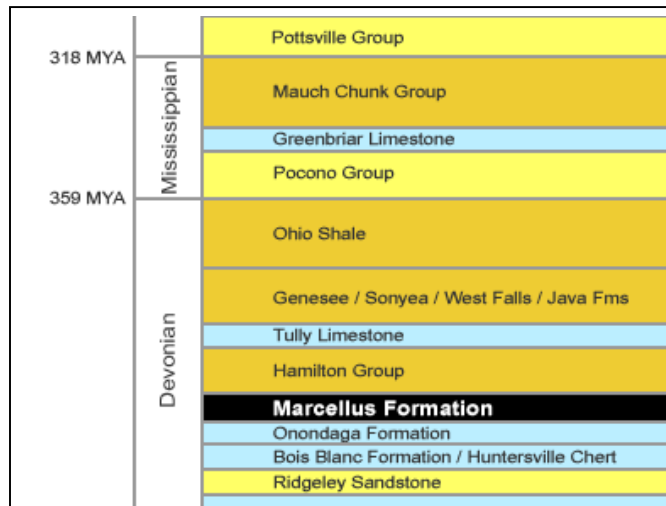 Pottsville Group
318 MYA
Mississippian
Mauch Chunk Group
Greenbriar Limestone
Pocono Group
359 MYA
Devonian
Ohio Shale
Genesee / Sonyea / West Falls / Java Fms
Tully Limestone
Hamilton Group
Marcellus Formation
Onondaga Formation
Bois Blanc Formation / Huntersville Chert
Ridgeley Sandstone